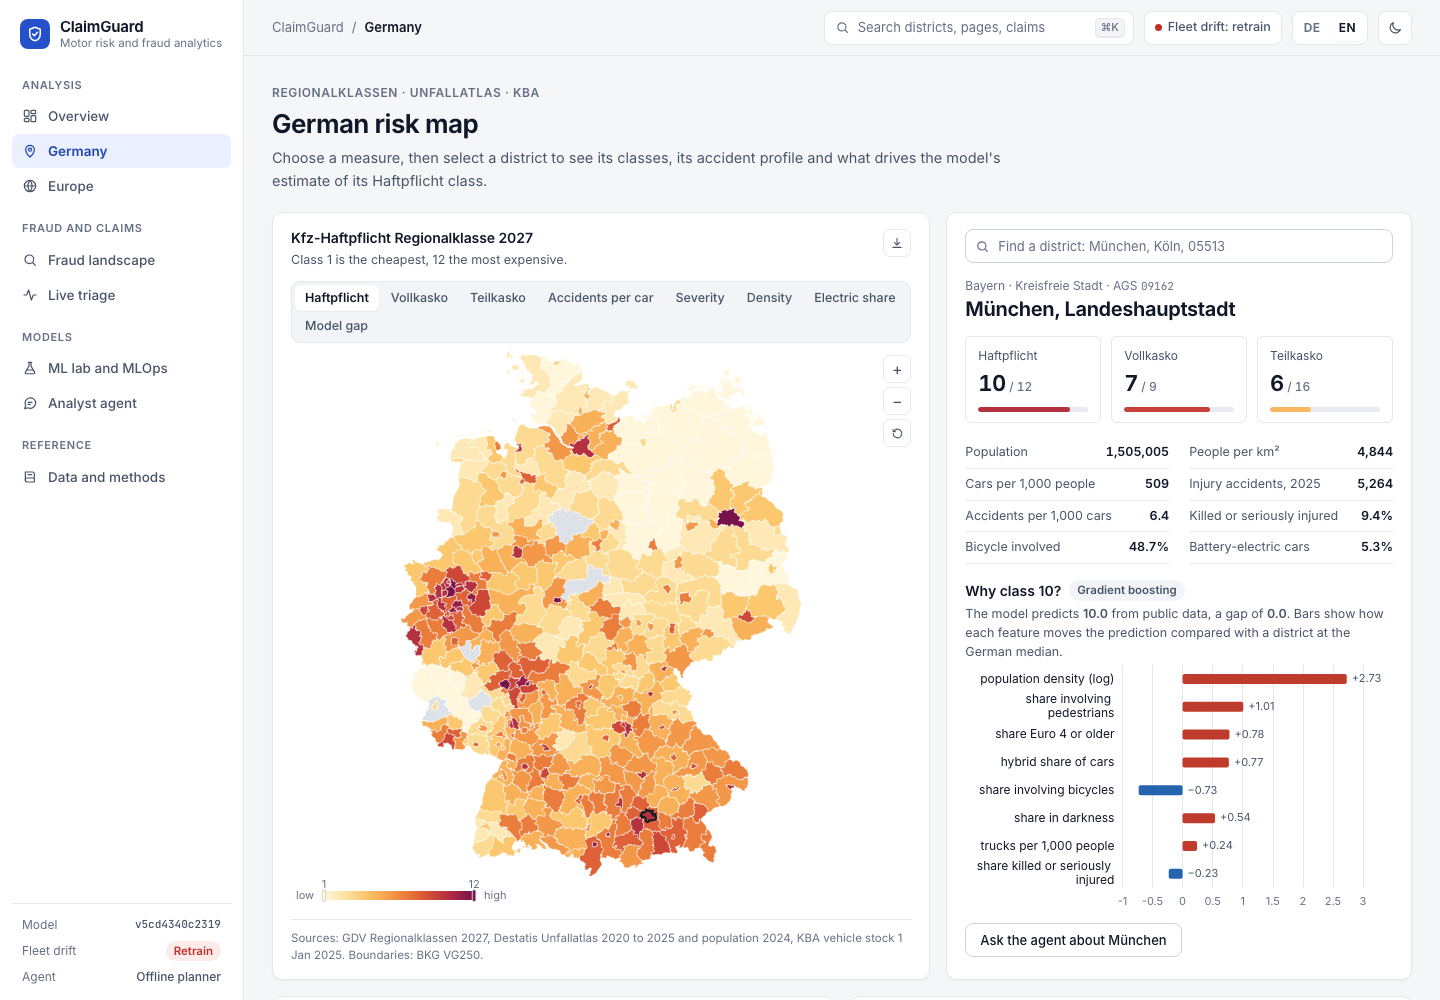 ClaimGuard
Motor risk and fraud analytics
ANALYSIS
Overview
Germany
Europe
FRAUD AND CLAIMS
Fraud landscape
Live triage
MODELS
ML lab and MLOps
Analyst agent
REFERENCE
Data and methods
Model v5cd4340c2319
Fleet drift Retrain
Agent Offline planner
ClaimGuard / Germany
Search districts, pages, claims ⌘K
Fleet drift: retrain
DE EN
REGIONALKLASSEN · UNFALLATLAS · KBA
German risk map
Choose a measure, then select a district to see its classes, its accident profile and what drives the model's
estimate of its Haftpflicht class.
Kfz-Haftpflicht Regionalklasse 2027
Class 1 is the cheapest, 12 the most expensive.
Haftpflicht Vollkasko Teilkasko Accidents per car Severity Density Electric share
Model gap
+
−
1 12
low high
Sources: GDV Regionalklassen 2027, Destatis Unfallatlas 2020 to 2025 and population 2024, KBA vehicle stock 1
Jan 2025. Boundaries: BKG VG250.
Find a district: München, Köln, 05513
Bayern · Kreisfreie Stadt · AGS 09162
München, Landeshauptstadt
Haftpflicht Vollkasko Teilkasko
10 / 12 7 / 9 6 / 16
Population 1,505,005 People per km² 4,844
Cars per 1,000 people 509 Injury accidents, 2025 5,264
Accidents per 1,000 cars 6.4 Killed or seriously injured 9.4%
Bicycle involved 48.7% Battery-electric cars 5.3%
Why class 10? Gradient boosting
The model predicts 10.0 from public data, a gap of 0.0. Bars show how
each feature moves the prediction compared with a district at the
German median.
population density (log) +2.73
share involving
pedestrians +1.01
share Euro 4 or older +0.78
hybrid share of cars +0.77
share involving bicycles −0.73
share in darkness +0.54
trucks per 1,000 people +0.24
share killed or seriously
injured −0.23
-1 -0.5 0 0.5 1 1.5 2 2.5 3
Ask the agent about München